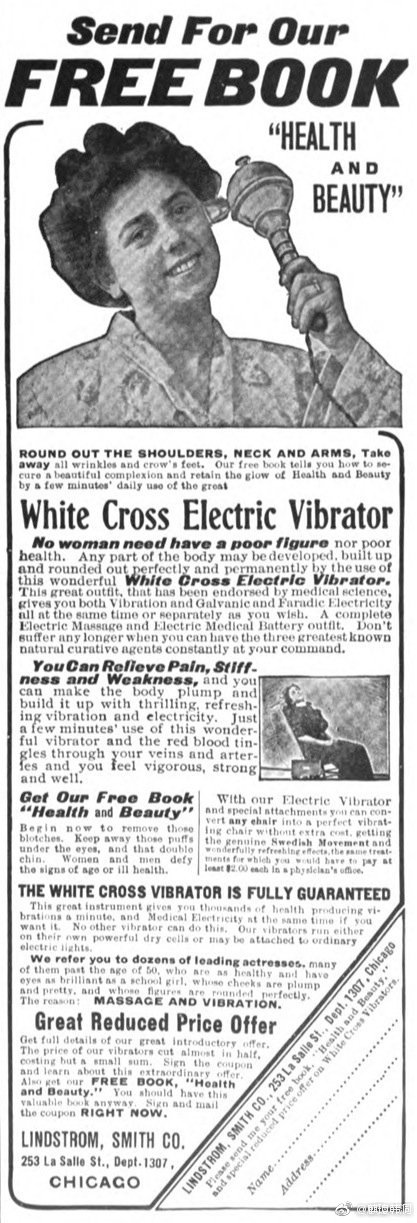 Send For Our
FREE BOOK
"HEALTH
AND
BEAUTY"
ROUND OUT THE SHOULDERS, NECK AND ARMS, Take
away all wrinkles and crow's feet. Our free book tells you how to se-
cure a beautiful complexion and retain the glow of Health and Beauty
by a few minutes' daily use of the great
White Cross Electric Vibrator
No woman need have a poor figure nor poor
health. Any part of the body may be developed, built up
and rounded out perfectly and permanently by the use of
this wonderful White Cross Electric Vibrator.
This great outfit, that has been endorsed by medical science,
gives you both Vibration and Galvanic and Faradic Electricity
all at the same time or separately as you wish. A complete
Electric Massage and Electric Medical Battery outfit. Don't
suffer any longer when you can have the three greatest known
natural curative agents constantly at your command.
You Can Relieve Pain, Stiff-
ness and Weakness, and you
can make the body plump and
build it up with thrilling, refresh-
ing vibration and electricity. Just
a few minutes' use of this wonder-
ful vibrator and the red blood tin-
gles through your veins and arter-
ies and you feel vigorous, strong
and well.
Get Our Free Book
"Health and Beauty"
Begin now to remove those
blotches. Keep away those puffs
under the eyes, and that double
chin. Women and men defy
the signs of age or ill health.
With our Electric Vibrator
and special attachments you can con-
vert any chair into a perfect vibrat-
ing chair without extra cost, getting
the genuine Swedish Movement and
wonderfully refreshing effects, the same treat-
ments for which you would have to pay at
least $2.00 each in a physician's office.
THE WHITE CROSS VIBRATOR IS FULLY GUARANTEED
This great instrument gives you thousands of health producing vi-
brations a minute, and Medical Electricity at the same time if you
want it. No other vibrator can do this. Our vibrators run either
on their own powerful dry cells or may be attached to ordinary
electric lights.
We refer you to dozens of leading actresses, many
of them past the age of 50, who are as healthy and have
eyes as brilliant as a school girl, whose cheeks are plump
and pretty, and whose figures are rounded perfectly.
The reason: MASSAGE AND VIBRATION.
Great Reduced Price Offer
Get full details of our great introductory offer.
The price of our vibrators cut almost in half,
costing but a small sum. Sign the coupon
and learn about this extraordinary offer.
Also get our FREE BOOK, "Health
and Beauty." You should have this
valuable book anyway. Sign and mail
the coupon RIGHT NOW.
LINDSTROM, SMITH CO.
253 La Salle St., Dept-1307,
CHICAGO
LINDSTROM, SMITH CO. 253 La Salle St. Dept. 1307 Chicago
Please send me your free book "Health and Beauty,"
and special reduced price offer on White Cross Vibrators.
Name
Address